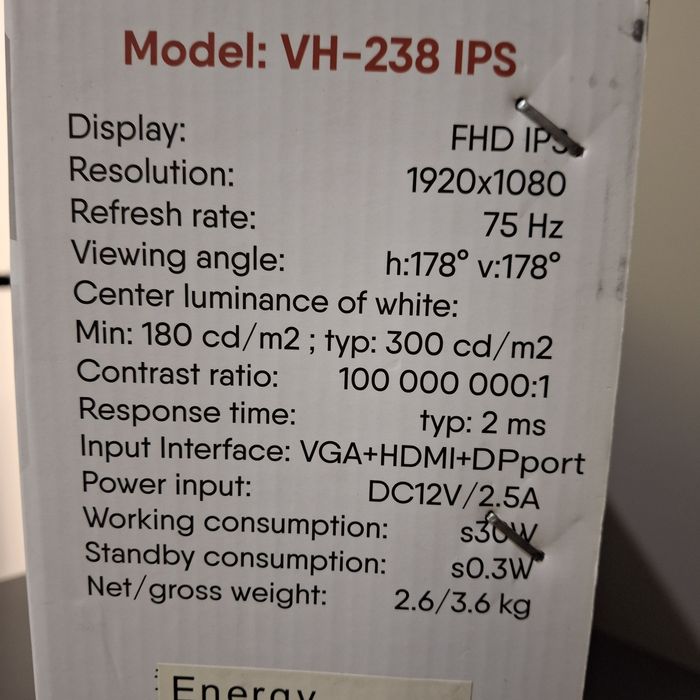 Model: VH-238 IPS
Display: FHD IPS
Resolution: 1920x1080
Refresh rate: 75 Hz
Viewing angle: h:178° v:178°
Center luminance of white:
Min: 180 cd/m2 ; typ: 300 cd/m2
Contrast ratio: 100 000 000:1
Response time: typ: 2 ms
Input Interface: VGA+HDMI+DPport
Power input: DC12V/2.5A
Working consumption: s30W
Standby consumption: s0.3W
Net/gross weight: 2.6/3.6 kg
Energy